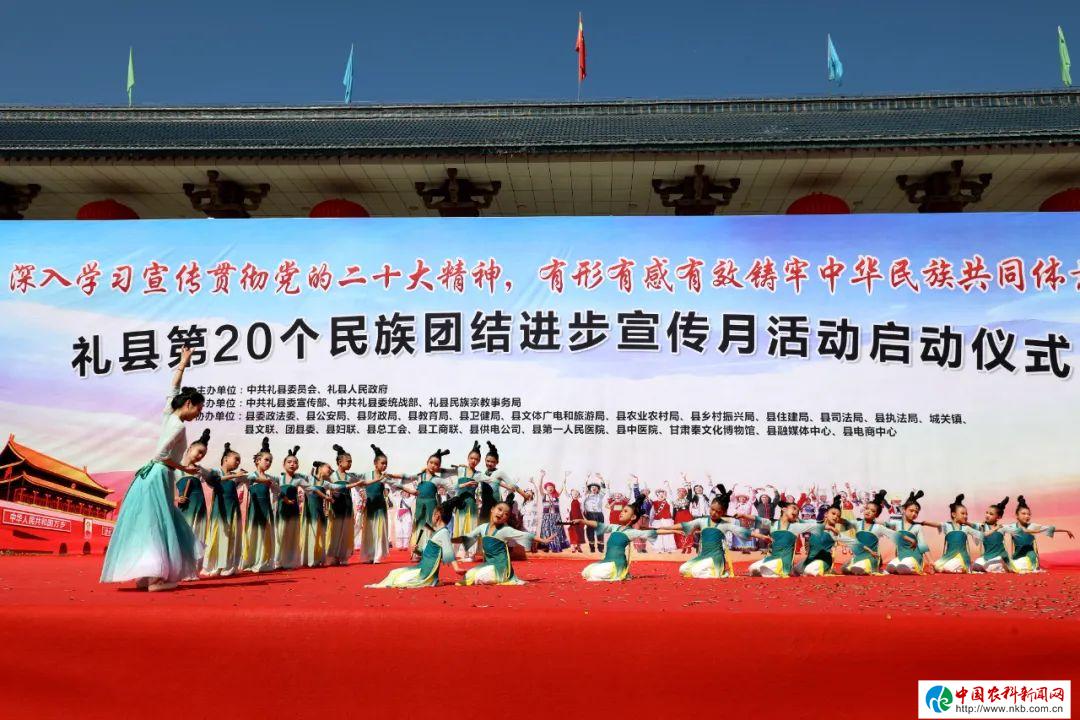 深入学习宣传贯彻党的二十大精神，有形有感有效铸牢中华民族共同体
礼县第20个民族团结进步宣传月活动启动仪式
主办单位：中共礼县委员会、礼县人民政府
中共礼县委宣传部、中共礼县委统战部、礼县民族宗教事务局
协办单位：县委政法委、县公安局、县财政局、县教育局、县卫健局、县文体广电和旅游局、县农业农村局、县乡村振兴局、县住建局、县司法局、县执法局、城关镇、
县文联、团县委、县妇联、县总工会、县工商联、县供电公司、县第一人民医院、县中医院、甘肃秦文化博物馆、县融媒体中心、县电商中心
中华人民共和国万岁
中国农科新闻网
http://www.nkb.com.cn